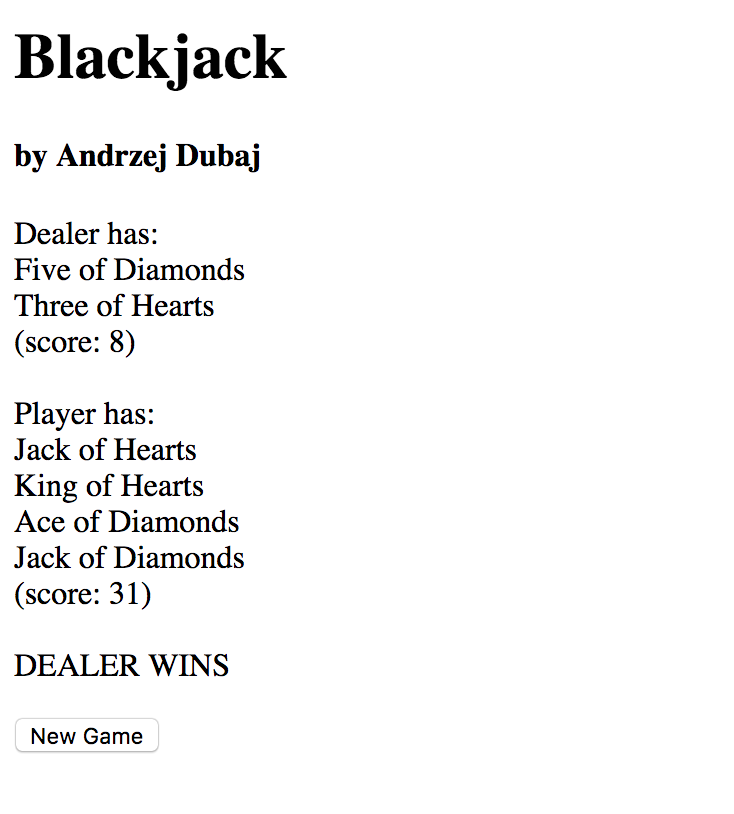 Blackjack
by Andrzej Dubaj
Dealer has:
Five of Diamonds
Three of Hearts
(score: 8)
Player has:
Jack of Hearts
King of Hearts
Ace of Diamonds
Jack of Diamonds
(score: 31)
DEALER WINS
New Game